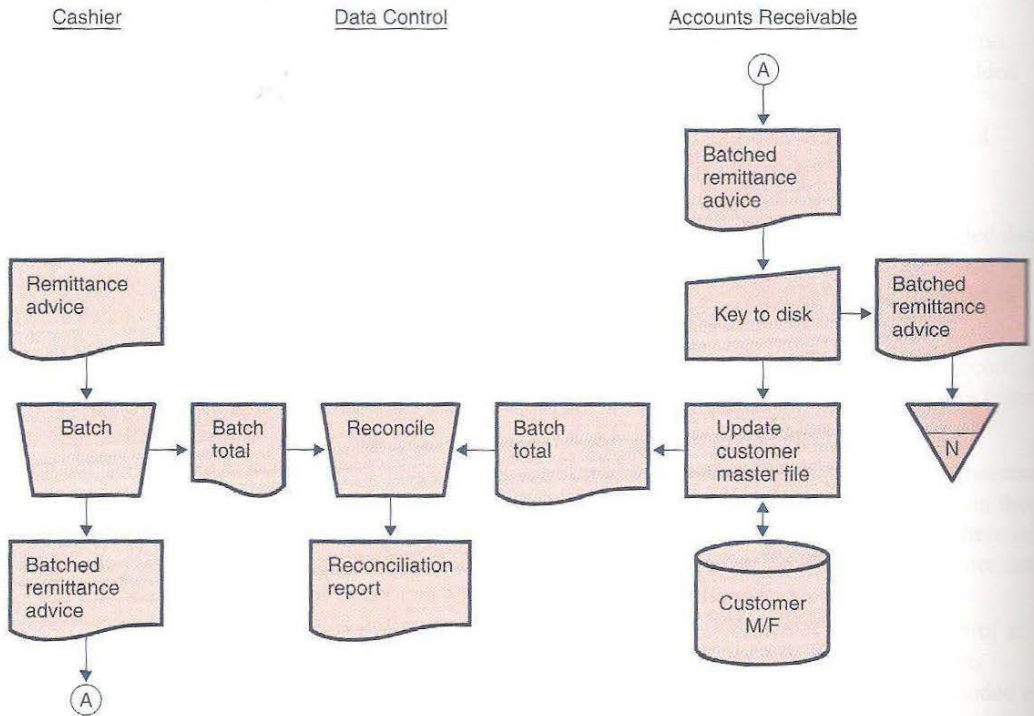 Cashier
Data Control
Accounts Receivable
A
Batched
remittance
advice
Remittance
advice
Key to disk
Batched
remittance
advice
Batch
Batch
total
Reconcile
Batch
total
Update
customer
master file
N
Batched
remittance
advice
Reconciliation
report
Customer
M/F
A